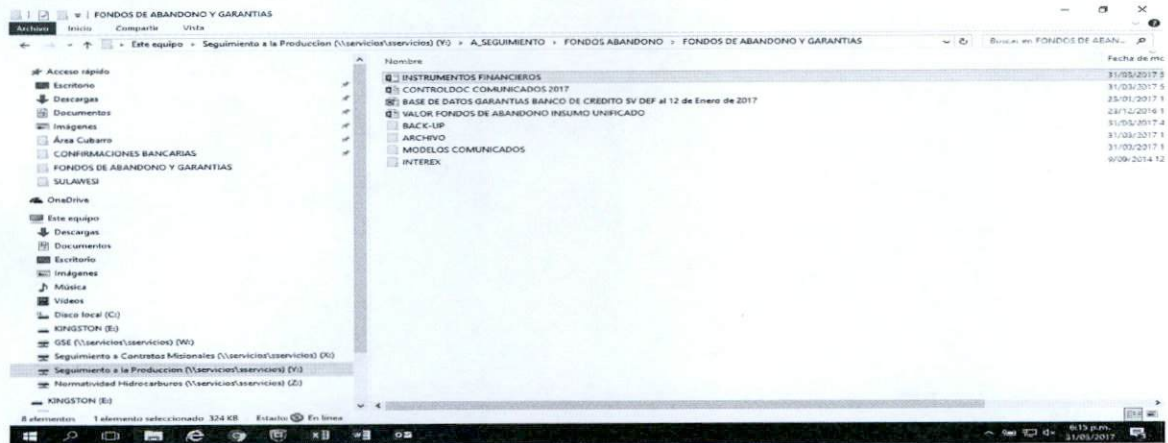 FONDOS DE ABANDONO Y GARANTIAS
Archivo Inicio Compartir Vista
Este equipo > Seguimiento a la Produccion (\\servicios\sservicios) (Y:) > A_SEGUIMIENTO > FONDOS ABANDONO > FONDOS DE ABANDONO Y GARANTIAS
Buscar en FONDOS DE ABAN...
Nombre
Fecha de mo
Acceso rápido
Escritorio
Descargas
Documentos
Imágenes
Área Cubarro
CONFIRMACIONES BANCARIAS
FONDOS DE ABANDONO Y GARANTIAS
SULAWESI
OneDrive
Este equipo
Descargas
Documentos
Escritorio
Imágenes
Música
Vídeos
Disco local (C:)
KINGSTON (E:)
GSE (\\servicios\sservicios) (W:)
Seguimiento a Contratos Misionales (\\servicios\sservicios) (X:)
Seguimiento a la Produccion (\\servicios\sservicios) (Y:)
Normatividad Hidrocarburos (\\servicios\sservicios) (Z:)
KINGSTON (E:)
INSTRUMENTOS FINANCIEROS 31/05/2017
CONTROLDOC COMUNICADOS 2017 31/03/2017
BASE DE DATOS GARANTIAS BANCO DE CREDITO SV DEF al 12 de Enero de 2017 25/01/2017 1
VALOR FONDOS DE ABANDONO INSUMO UNIFICADO 23/12/2016 1
BACK-UP 31/05/2017 4
ARCHIVO 31/03/2017 1
MODELOS COMUNICADOS 31/03/2017 1
INTEREX 9/09/2014 12
8 elementos 1 elemento seleccionado 324 KB Estado: En línea
6:15 p.m.
31/05/2017